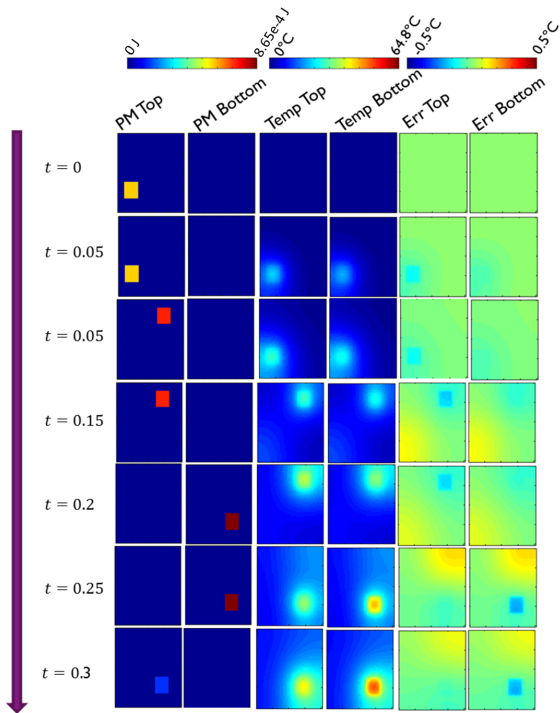 0 J
8.65e-4 J
0°C
64.8°C
-0.5°C
0.5°C
PM Top
PM Bottom
Temp Top
Temp Bottom
Err Top
Err Bottom
t = 0
t = 0.05
t = 0.05
t = 0.15
t = 0.2
t = 0.25
t = 0.3